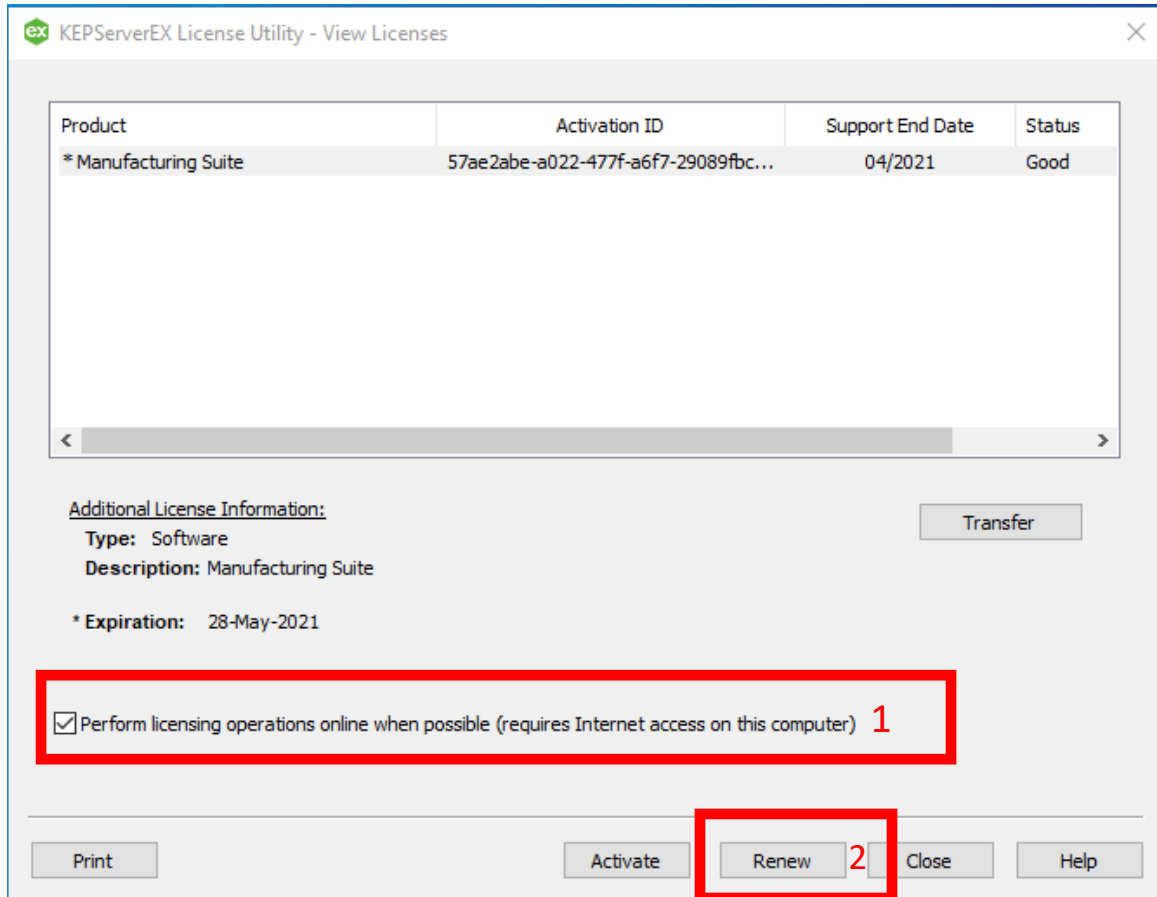 ex KEPServerEX License Utility - View Licenses
Product Activation ID Support End Date Status
* Manufacturing Suite 57ae2abe-a022-477f-a6f7-29089fbc... 04/2021 Good
Additional License Information:
Transfer
Type: Software
Description: Manufacturing Suite
* Expiration: 28-May-2021
Perform licensing operations online when possible (requires Internet access on this computer) 1
Print Activate Renew 2 Close Help